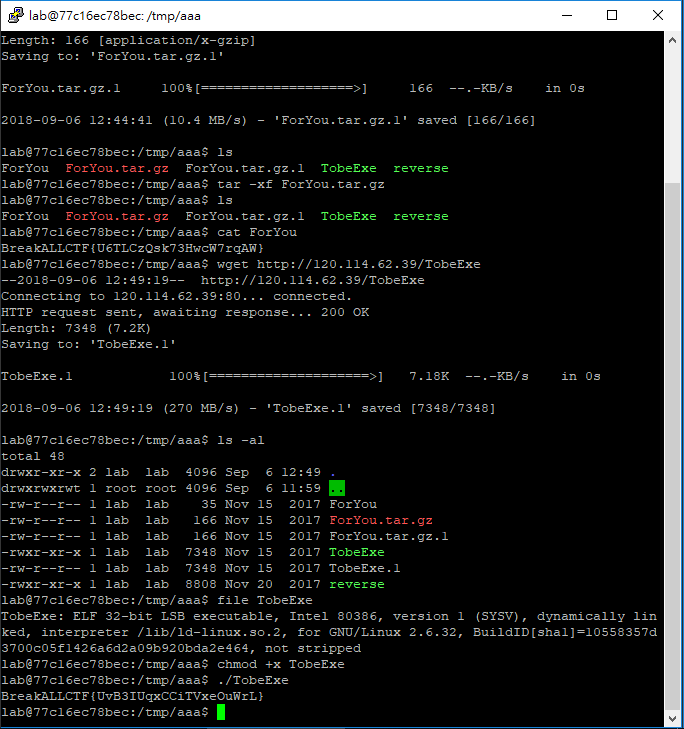 lab@77c16ec78bec: /tmp/aaa
Length: 166 [application/x-gzip]
Saving to: 'ForYou.tar.gz.1'
ForYou.tar.gz.1     100%[===================>]     166  --.-KB/s    in 0s
2018-09-06 12:44:41 (10.4 MB/s) - 'ForYou.tar.gz.1' saved [166/166]
lab@77c16ec78bec:/tmp/aaa$ ls
ForYou  ForYou.tar.gz  ForYou.tar.gz.1  TobeExe  reverse
lab@77c16ec78bec:/tmp/aaa$ tar -xf ForYou.tar.gz
lab@77c16ec78bec:/tmp/aaa$ ls
ForYou  ForYou.tar.gz  ForYou.tar.gz.1  TobeExe  reverse
lab@77c16ec78bec:/tmp/aaa$ cat ForYou
BreakALLCTF{U6TLCzQsk73HwcW7rqAW}
lab@77c16ec78bec:/tmp/aaa$ wget http://120.114.62.39/TobeExe
--2018-09-06 12:49:19--  http://120.114.62.39/TobeExe
Connecting to 120.114.62.39:80... connected.
HTTP request sent, awaiting response... 200 OK
Length: 7348 (7.2K)
Saving to: 'TobeExe.1'
TobeExe.1            100%[====================>]   7.18K  --.-KB/s    in 0s
2018-09-06 12:49:19 (270 MB/s) - 'TobeExe.1' saved [7348/7348]
lab@77c16ec78bec:/tmp/aaa$ ls -al
total 48
drwxr-xr-x 2 lab  lab  4096 Sep  6 12:49 .
drwxrwxrwt 1 root root 4096 Sep  6 11:59 ..
-rw-r--r-- 1 lab  lab    35 Nov 15  2017 ForYou
-rw-r--r-- 1 lab  lab   166 Nov 15  2017 ForYou.tar.gz
-rw-r--r-- 1 lab  lab   166 Nov 15  2017 ForYou.tar.gz.1
-rwxr-xr-x 1 lab  lab  7348 Nov 15  2017 TobeExe
-rw-r--r-- 1 lab  lab  7348 Nov 15  2017 TobeExe.1
-rwxr-xr-x 1 lab  lab  8808 Nov 20  2017 reverse
lab@77c16ec78bec:/tmp/aaa$ file TobeExe
TobeExe: ELF 32-bit LSB executable, Intel 80386, version 1 (SYSV), dynamically lin
ked, interpreter /lib/ld-linux.so.2, for GNU/Linux 2.6.32, BuildID[sha1]=10558357d
3700c05f1426a6d2a09b920bda2e464, not stripped
lab@77c16ec78bec:/tmp/aaa$ chmod +x TobeExe
lab@77c16ec78bec:/tmp/aaa$ ./TobeExe
BreakALLCTF{UvB3IUqxCCiTVxeOuWrL}
lab@77c16ec78bec:/tmp/aaa$